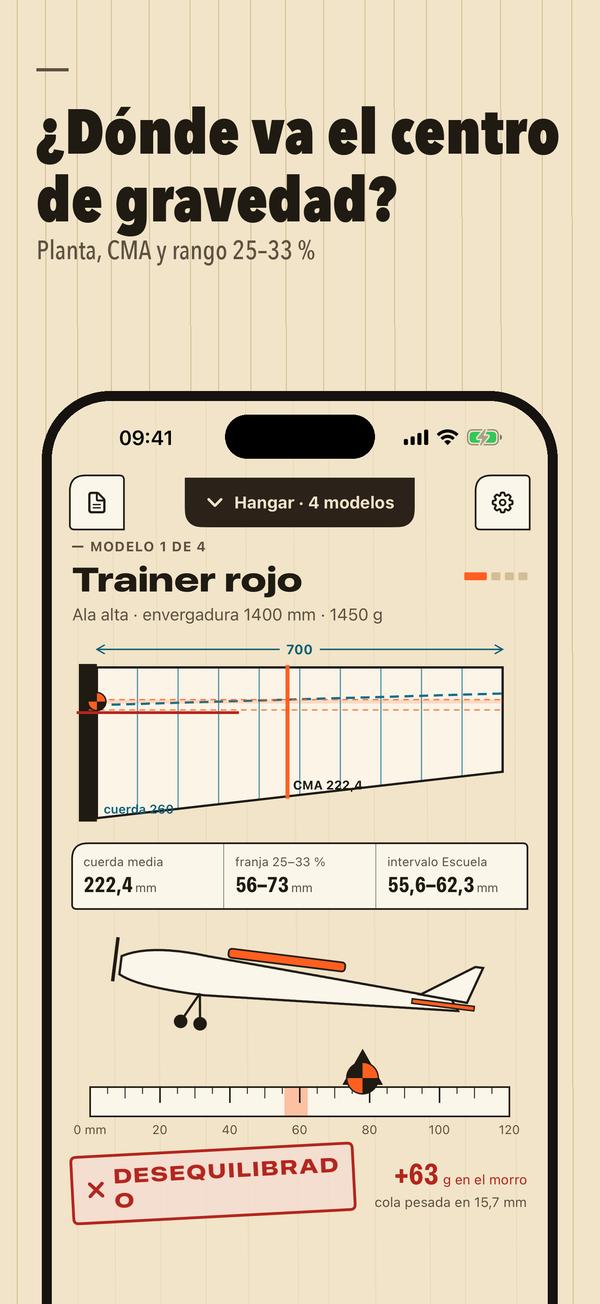 ¿Dónde va el centro
de gravedad?
Planta, CMA y rango 25–33 %
09:41
Hangar · 4 modelos
— MODELO 1 DE 4
Trainer rojo
Ala alta · envergadura 1400 mm · 1450 g
700
CMA 222,4
cuerda 260
cuerda media
222,4 mm
franja 25–33 %
56–73 mm
intervalo Escuela
55,6–62,3 mm
0 mm 20 40 60 80 100 120
DESEQUILIBRAD
O
+63 g en el morro
cola pesada en 15,7 mm